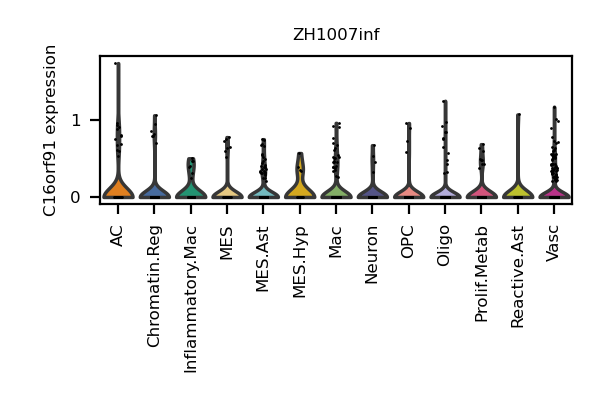 ZH1007inf
C16orf91 expression
1
0
AC
Chromatin.Reg
Inflammatory.Mac
MES
MES.Ast
MES.Hyp
Mac
Neuron
OPC
Oligo
Prolif.Metab
Reactive.Ast
Vasc